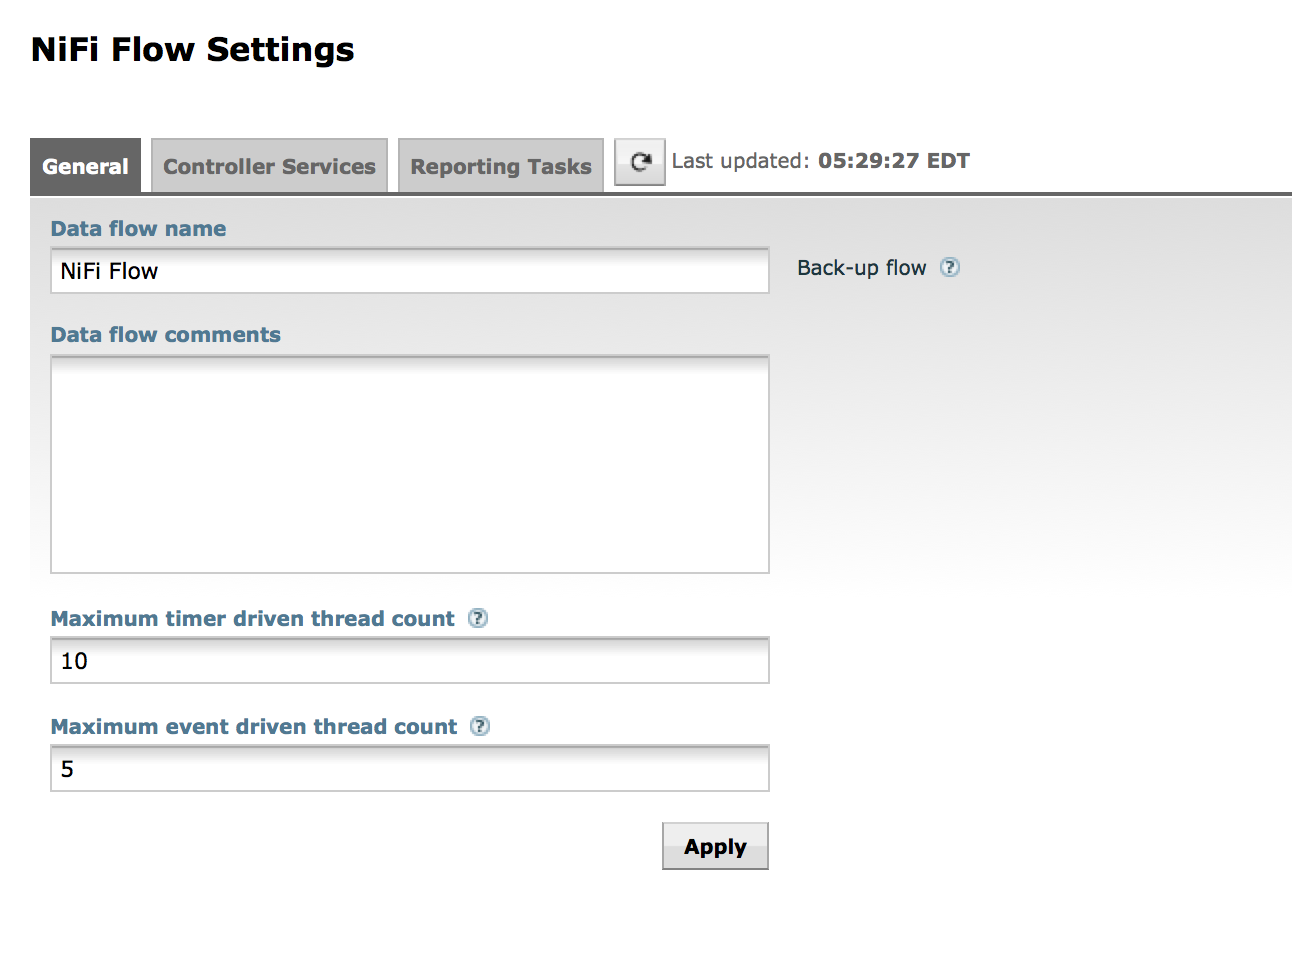 NiFi Flow Settings
General Controller Services Reporting Tasks Last updated: 05:29:27 EDT
Data flow name
NiFi Flow
Back-up flow ?
Data flow comments
Maximum timer driven thread count ?
10
Maximum event driven thread count ?
5
Apply